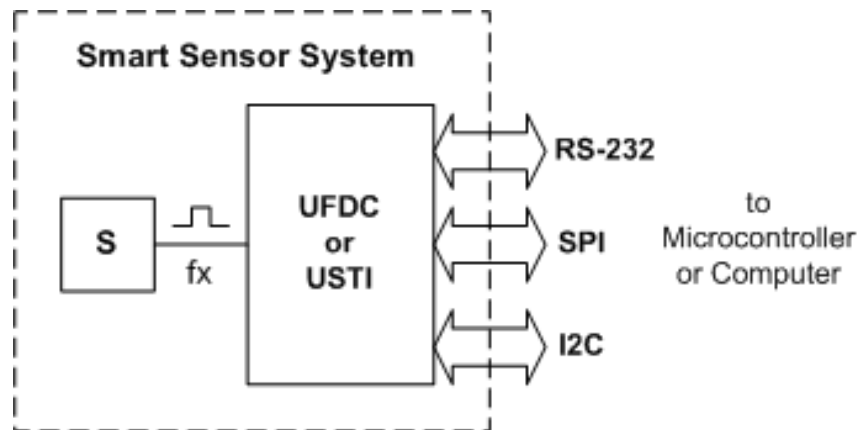 Smart Sensor System
S
fx
UFDC
or
USTI
RS-232
SPI
I2C
to
Microcontroller
or Computer